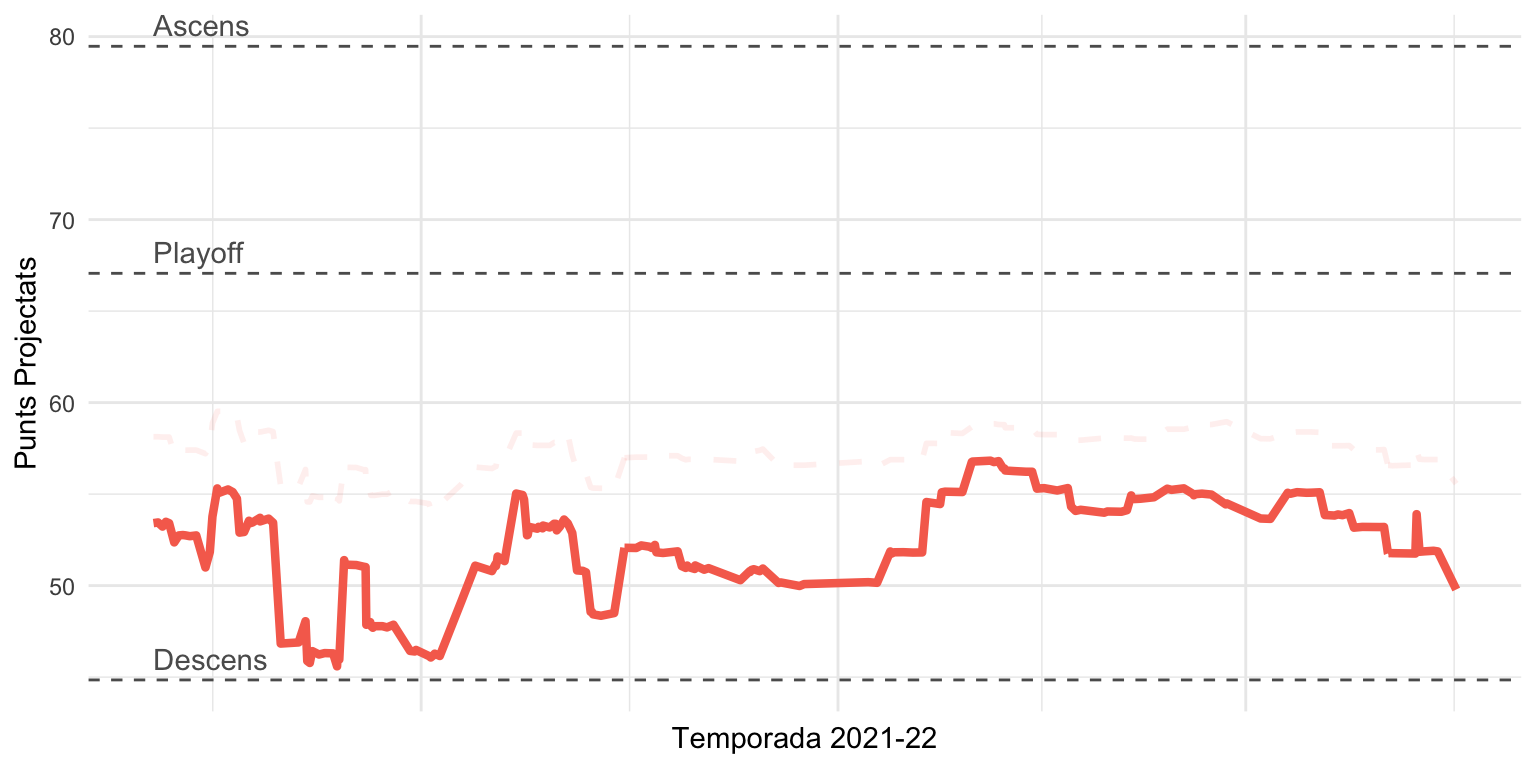 Ascens
80
70
Playoff
60
50
Descens
Punts Projectats
Temporada 2021-22